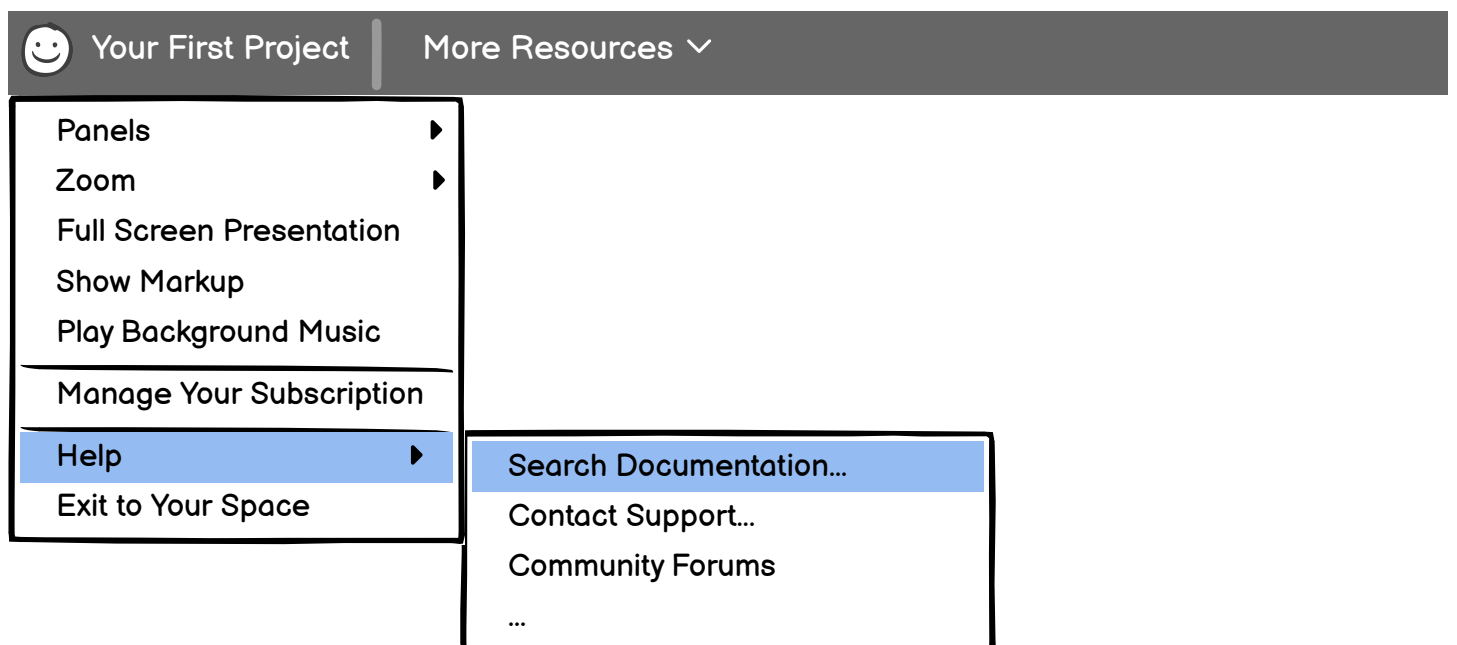 Your First Project
More Resources
Panels
Zoom
Full Screen Presentation
Show Markup
Play Background Music
Manage Your Subscription
Help
Exit to Your Space
Search Documentation...
Contact Support...
Community Forums
...